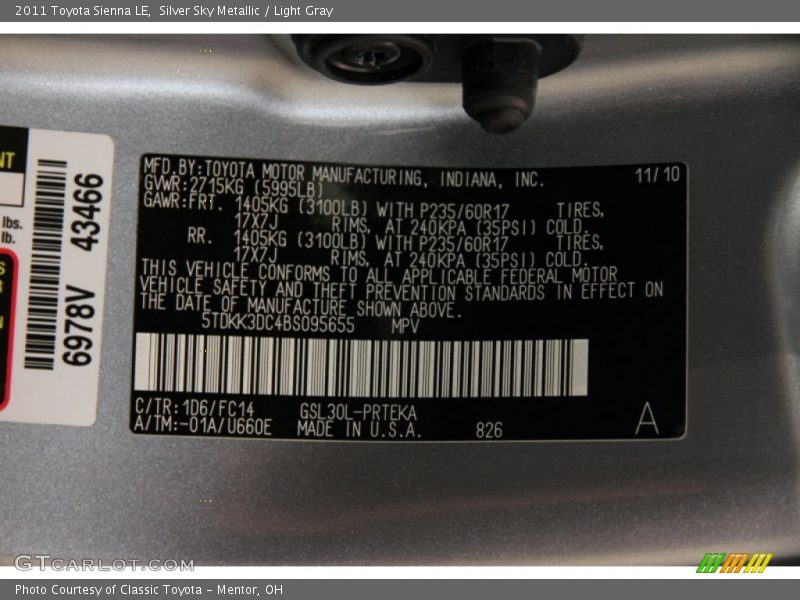 2011 Toyota Sienna LE, Silver Sky Metallic / Light Gray
NT
lbs.
lb.
S
R
6978V 43466
MFD.BY:TOYOTA MOTOR MANUFACTURING, INDIANA, INC. 11/10
GVWR:2715KG (5995LB)
GAWR:FRT. 1405KG (3100LB) WITH P235/60R17 TIRES,
17X7J RIMS, AT 240KPA (35PSI) COLD.
RR. 1405KG (3100LB) WITH P235/60R17 TIRES,
17X7J RIMS, AT 240KPA (35PSI) COLD.
THIS VEHICLE CONFORMS TO ALL APPLICABLE FEDERAL MOTOR
VEHICLE SAFETY AND THEFT PREVENTION STANDARDS IN EFFECT ON
THE DATE OF MANUFACTURE SHOWN ABOVE.
5TDKK3DC4BS095655 MPV
C/TR:1D6/FC14 GSL30L-PRTEKA
A/TM:-01A/U660E MADE IN U.S.A. 826 A
GTCARLOT.COM
Photo Courtesy of Classic Toyota - Mentor, OH